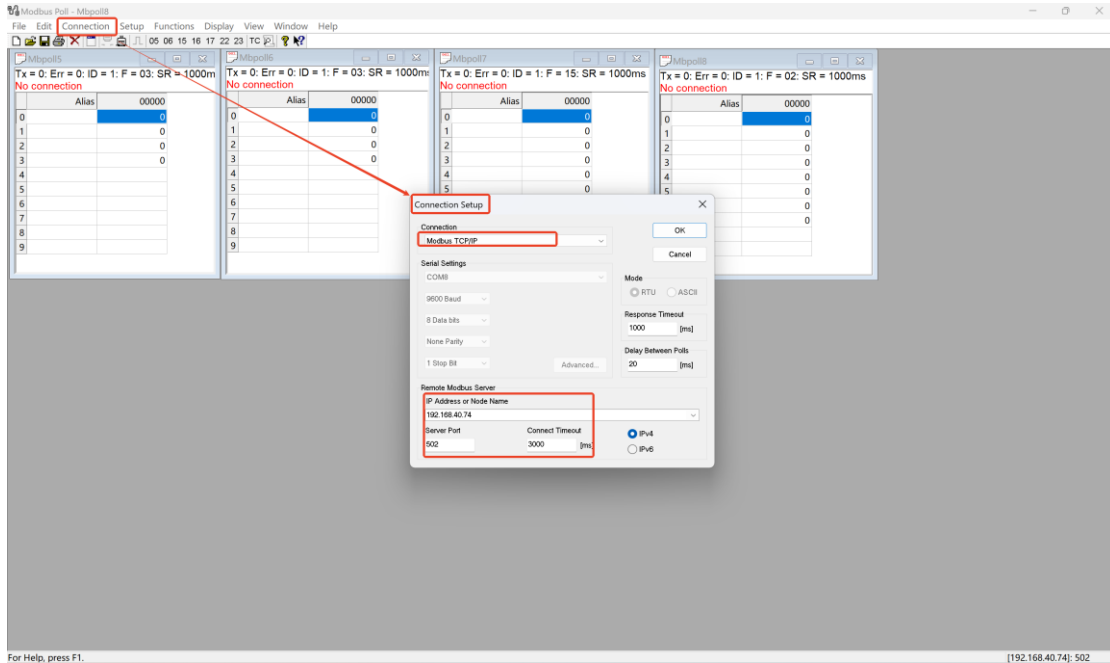 Modbus Poll - Mbpoll8
File Edit Connection Setup Functions Display View Window Help
05 06 15 16 17 22 23 TC
Mbpoll5
Tx = 0: Err = 0: ID = 1: F = 03: SR = 1000m
No connection
Alias 00000
0 0
1 0
2 0
3 0
4
5
6
7
8
9
Mbpoll6
Tx = 0: Err = 0: ID = 1: F = 03: SR = 1000ms
No connection
Alias 00000
0 0
1 0
2 0
3 0
4
5
6
7
8
9
Mbpoll7
Tx = 0: Err = 0: ID = 1: F = 15: SR = 1000ms
No connection
Alias 00000
0 0
1 0
2 0
3 0
4 0
5 0
Mbpoll8
Tx = 0: Err = 0: ID = 1: F = 02: SR = 1000ms
No connection
Alias 00000
0 0
1 0
2 0
3 0
4 0
5 0
0
0
Connection Setup
Connection
Modbus TCP/IP
OK
Cancel
Serial Settings
COM8
9600 Baud
8 Data bits
None Parity
1 Stop Bit
Advanced...
Mode
RTU ASCII
Response Timeout
1000 [ms]
Delay Between Polls
20 [ms]
Remote Modbus Server
IP Address or Node Name
192.168.40.74
Server Port Connect Timeout
502 3000 [ms]
IPv4
IPv6
For Help, press F1.
[192.168.40.74]: 502